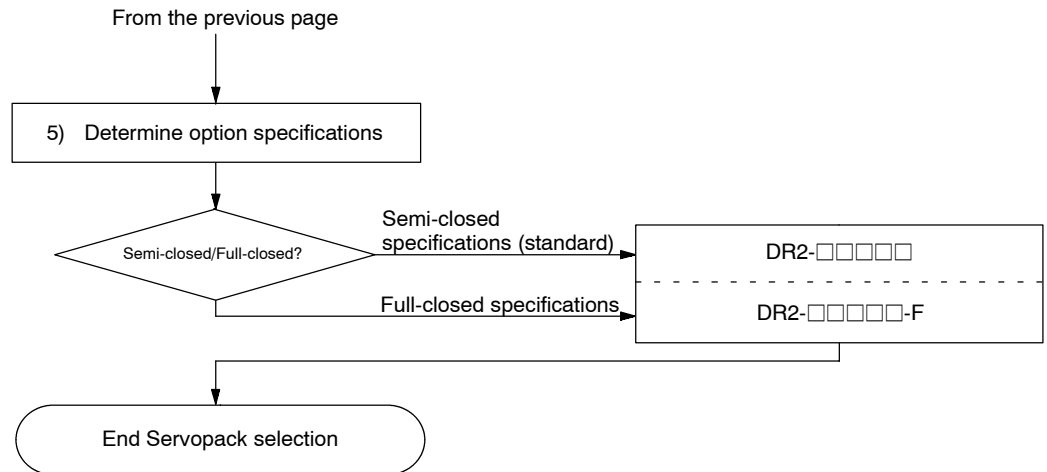 From the previous page
5) Determine option specifications
Semi-closed/Full-closed?
Semi-closed
specifications (standard)
DR2-□□□□□
Full-closed specifications
DR2-□□□□□-F
End Servopack selection